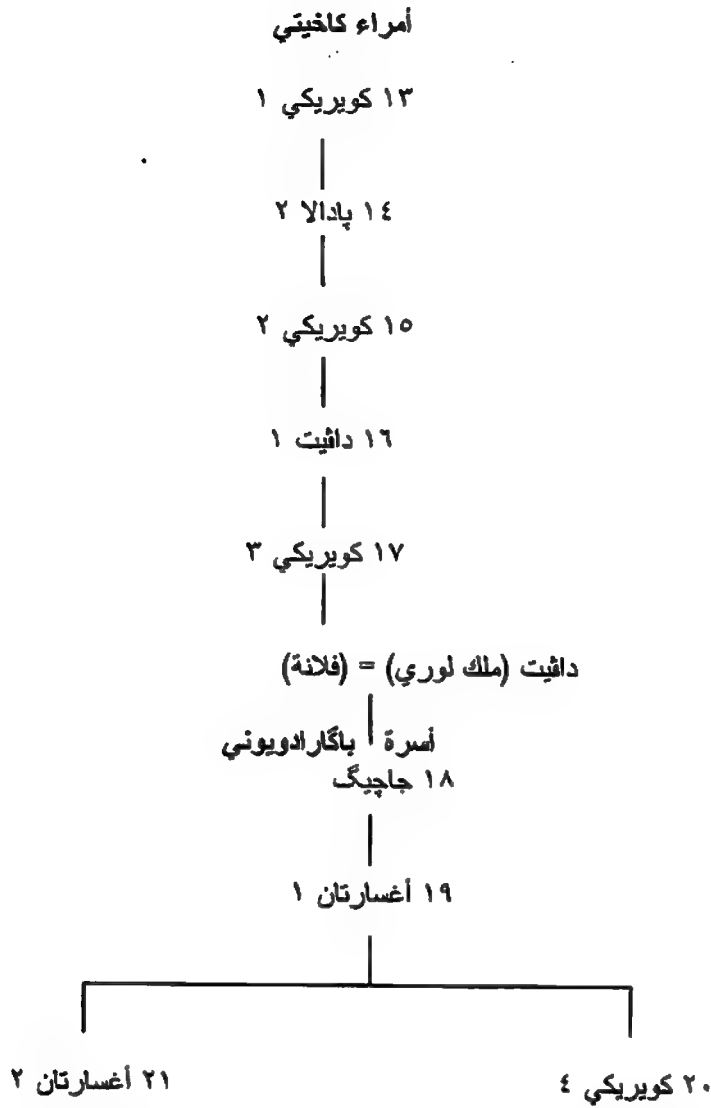 أمراء كاخيتي
١٣ كويريكي ١
١٤ پادالا ٢
١٥ كويريكي ٢
١٦ داڤيت ١
١٧ كويريكي ٣
داڤيت (ملك لوري) = (فلانة)
أسرة باگارادويوني
١٨ جاچيگ
١٩ أغسارتان ١
٢٠ كويريكي ٤
٢١ أغسارتان ٢